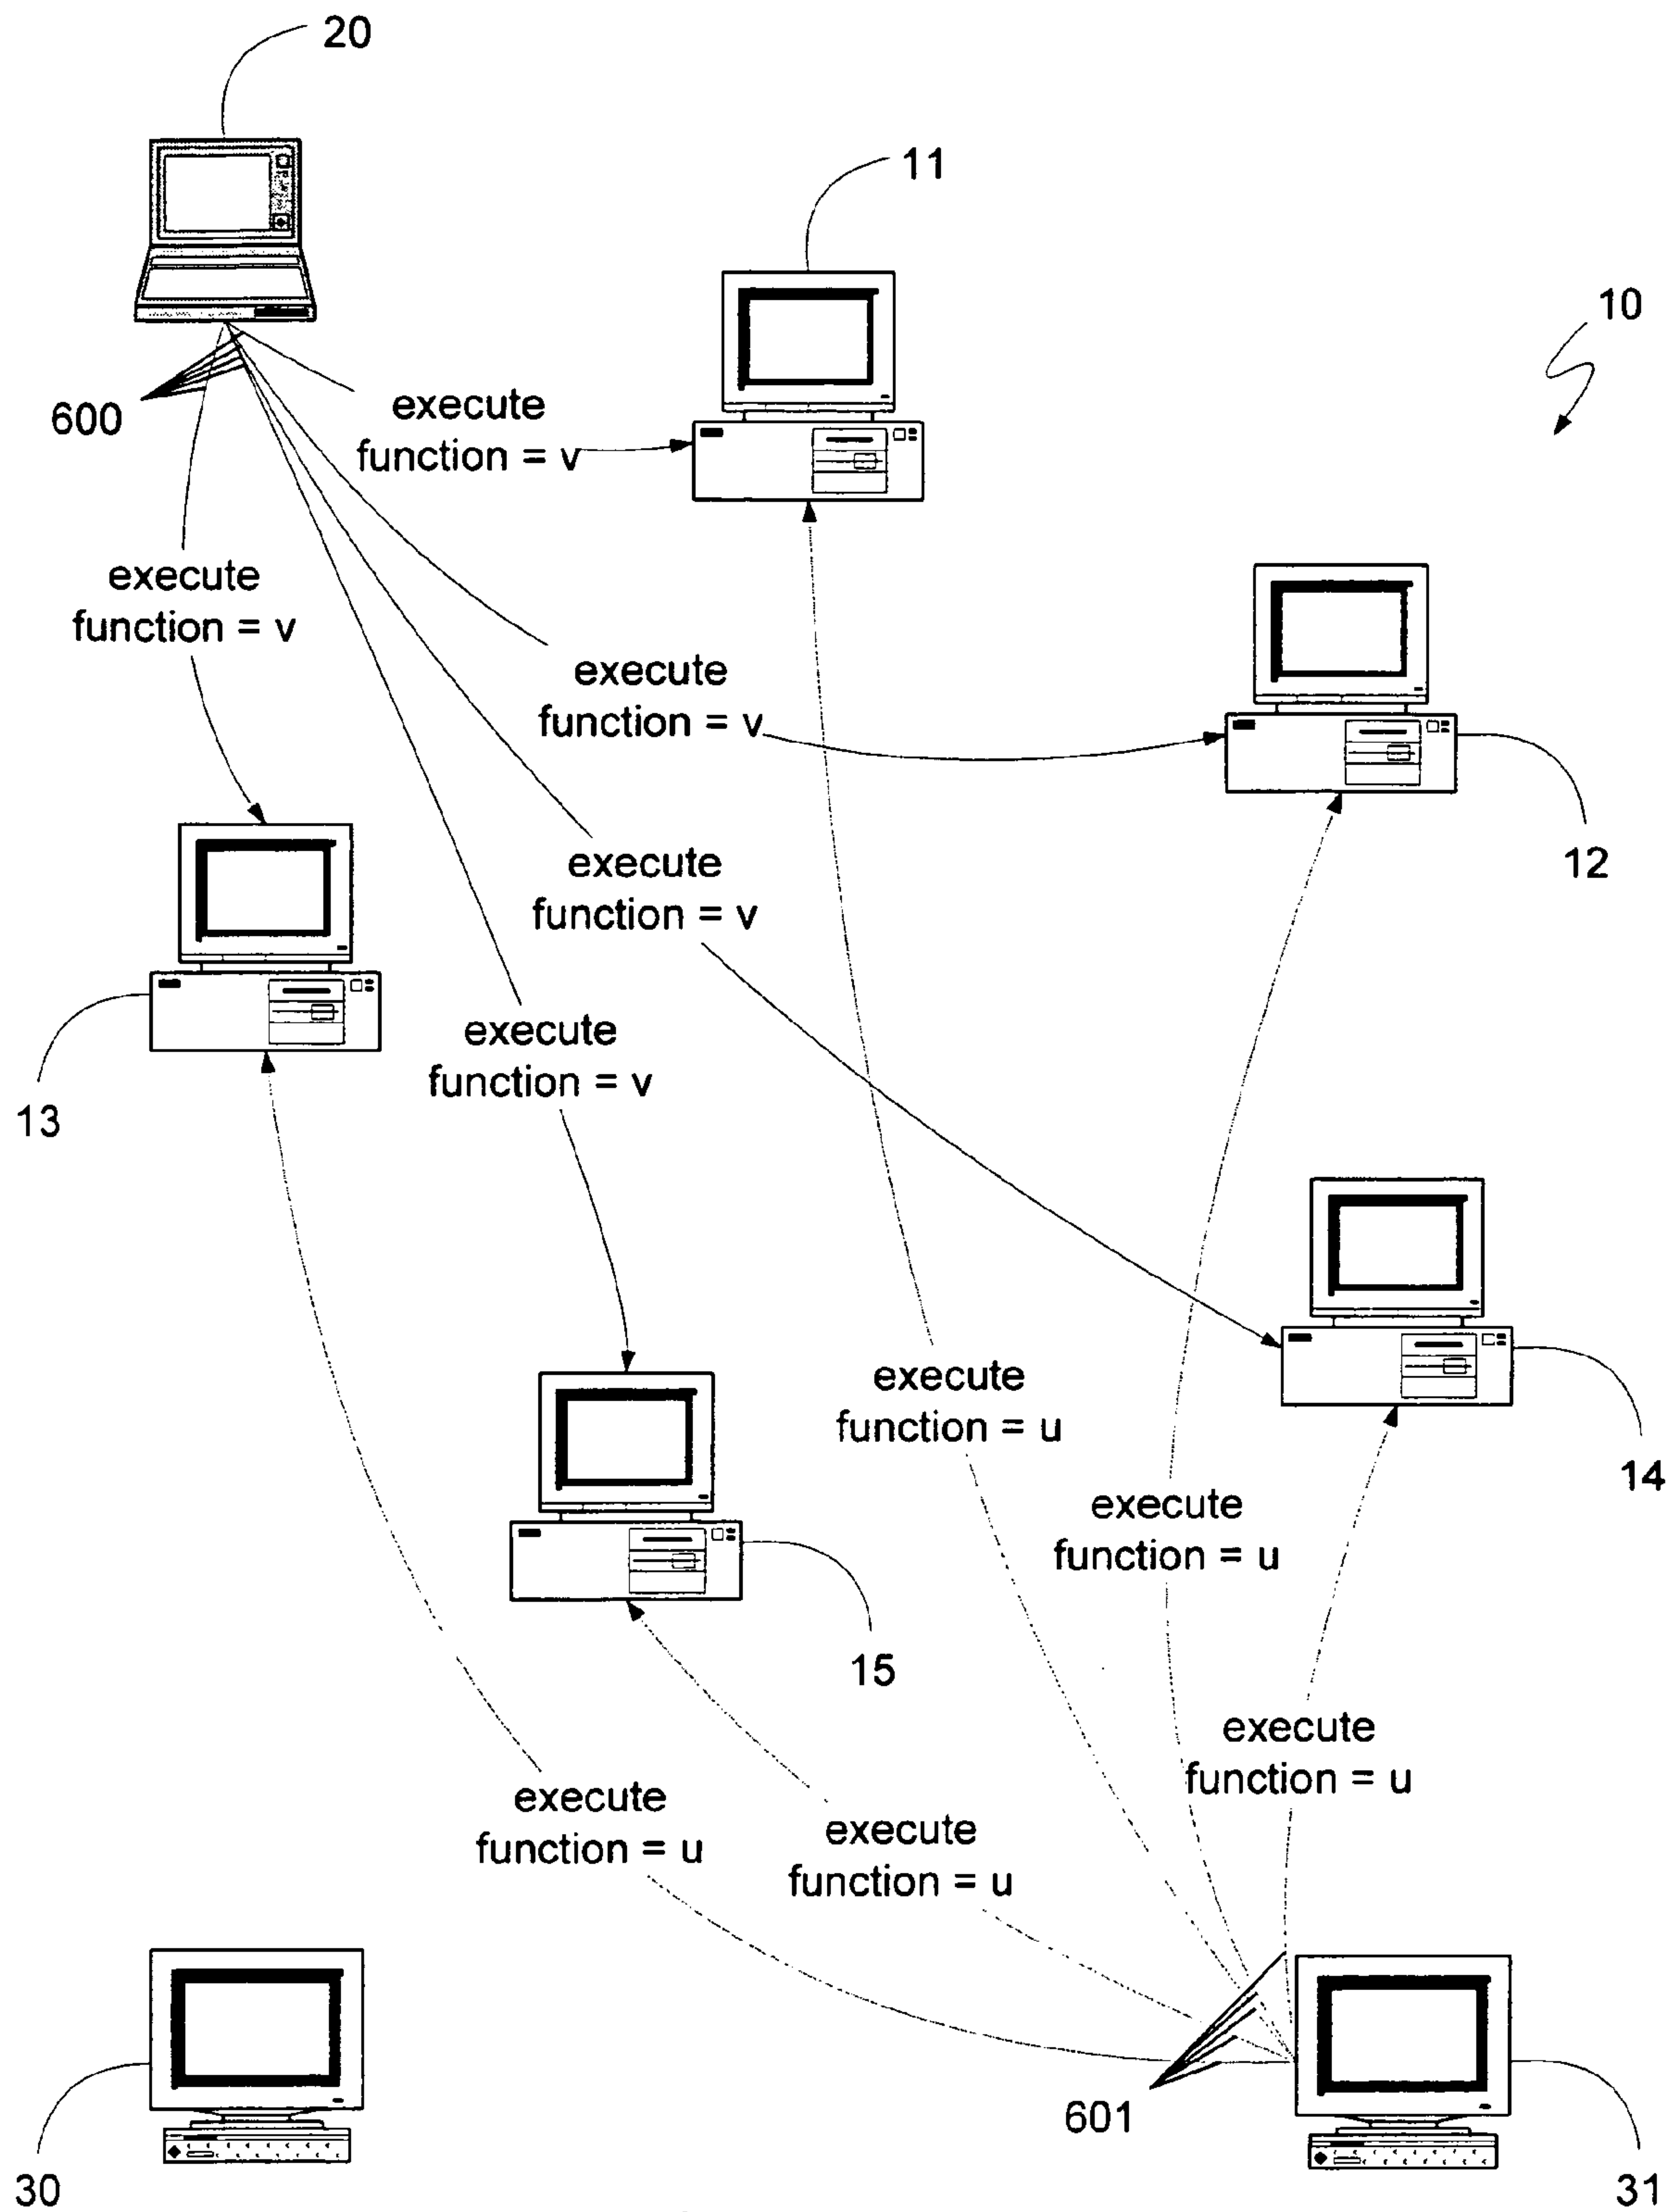 20
11
10
600
execute
function = v
execute
function = v
execute
function = v
12
execute
function = v
13
execute
function = v
execute
function = u
14
execute
function = u
15
execute
function = u
execute
function = u
execute
function = u
601
30
31